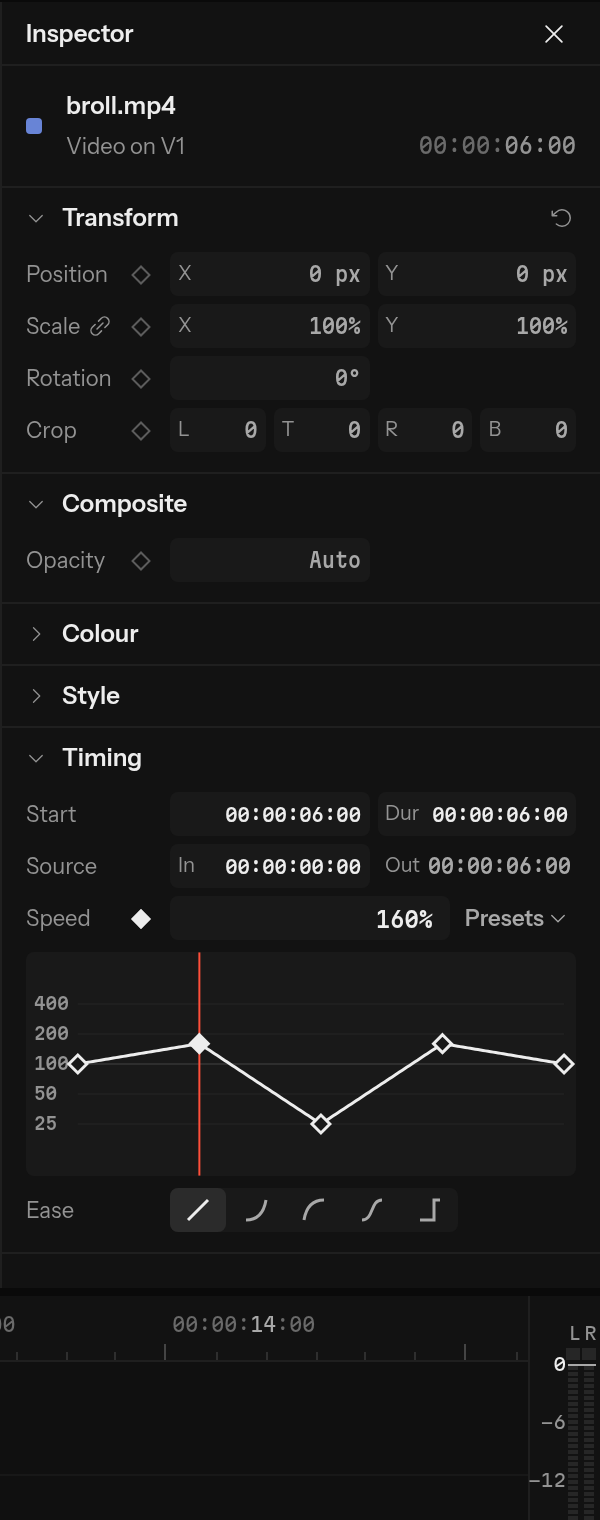 Inspector
broll.mp4
Video on V1 00:00:06:00
Transform
Position X 0 px Y 0 px
Scale X 100% Y 100%
Rotation 0°
Crop L 0 T 0 R 0 B 0
Composite
Opacity Auto
Colour
Style
Timing
Start 00:00:06:00 Dur 00:00:06:00
Source In 00:00:00:00 Out 00:00:06:00
Speed 160% Presets
400
200
100
50
25
Ease
00 00:00:14:00
L R
0
-6
-12